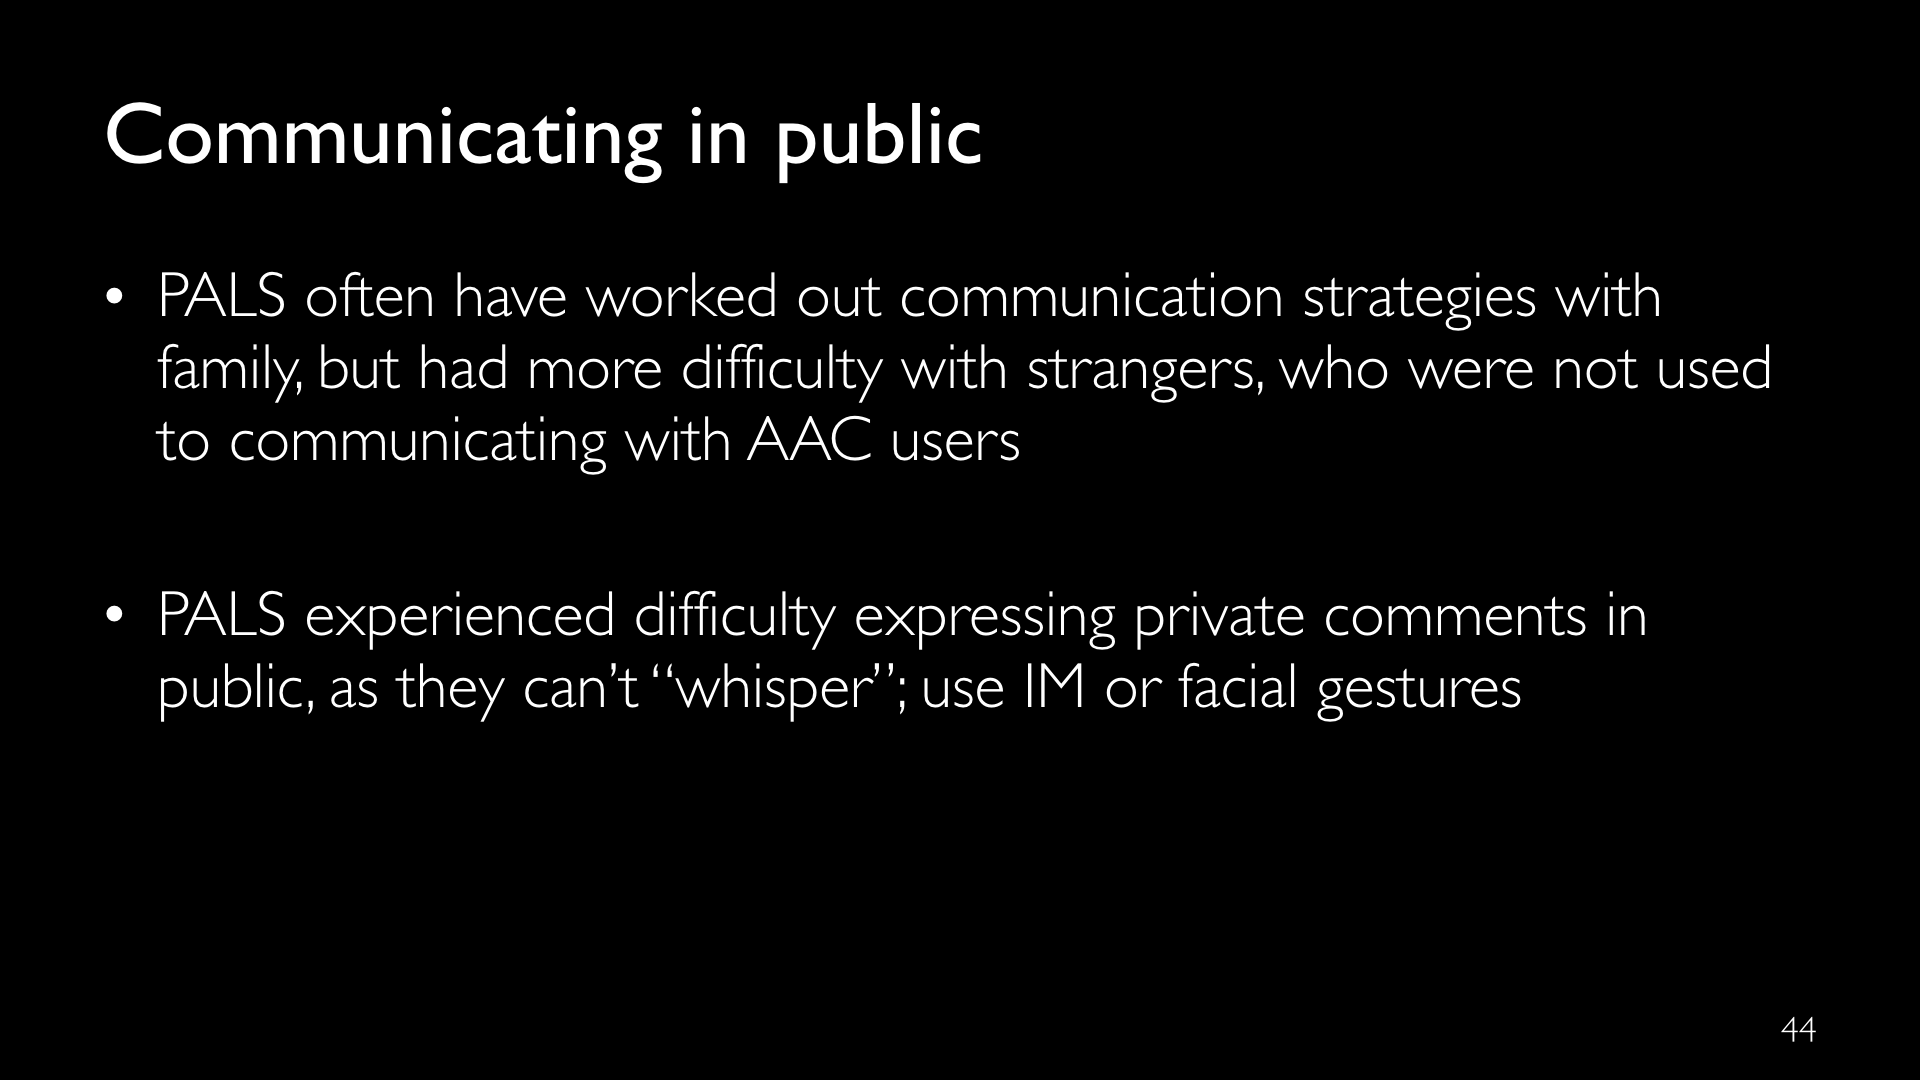 Communicating in public
• PALS often have worked out communication strategies with
family, but had more difficulty with strangers, who were not used
to communicating with AAC users
• PALS experienced difficulty expressing private comments in
public, as they can’t “whisper”; use IM or facial gestures
44